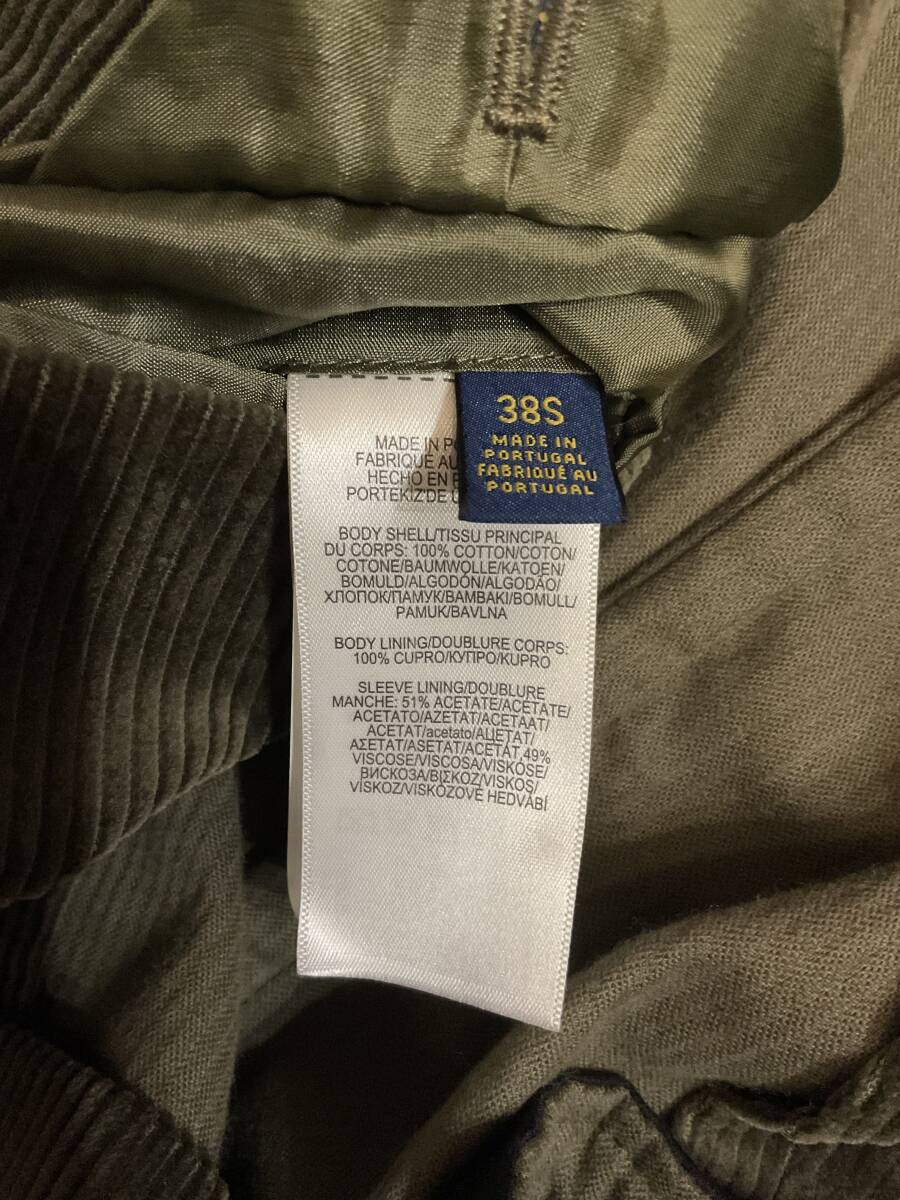 38S
MADE IN
PORTUGAL
FABRIQUÉ AU
PORTUGAL
MADE IN
FABRIQUÉ AU
HECHO EN
PORTEKİZ'DE
BODY SHELL/TISSU PRINCIPAL
DU CORPS: 100% COTTON/COTON/
COTONE/BAUMWOLLE/KATOEN/
BOMULD/ALGODÓN/ALGODÃO/
ХЛОПОК/ПАМУК/BAMBAKI/BOMULL/
PAMUK/BAVLNA
BODY LINING/DOUBLURE CORPS:
100% CUPRO/КУПРО/KUPRO
SLEEVE LINING/DOUBLURE
MANCHE: 51% ACETATE/ACÉTATE/
ACETATO/AZETAT/ACETAAT/
ACETAT/acetato/АЦЕТАТ/
ΑΣΕΤΑΤ/ASETAT/ACETÁT,49%
VISCOSE/VISCOSA/VISKOSE/
ВИСКОЗА/ΒΙΣΚΟΖ/VISKOS/
VİSKOZ/VISKÓZOVÉ HEDVÁBÍ